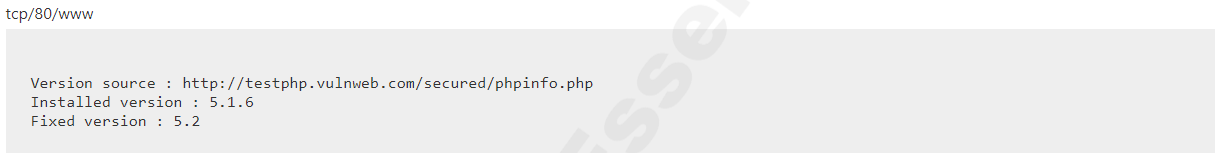 tcp/80/www
Version source : http://testphp.vulnweb.com/secured/phpinfo.php
Installed version : 5.1.6
Fixed version : 5.2